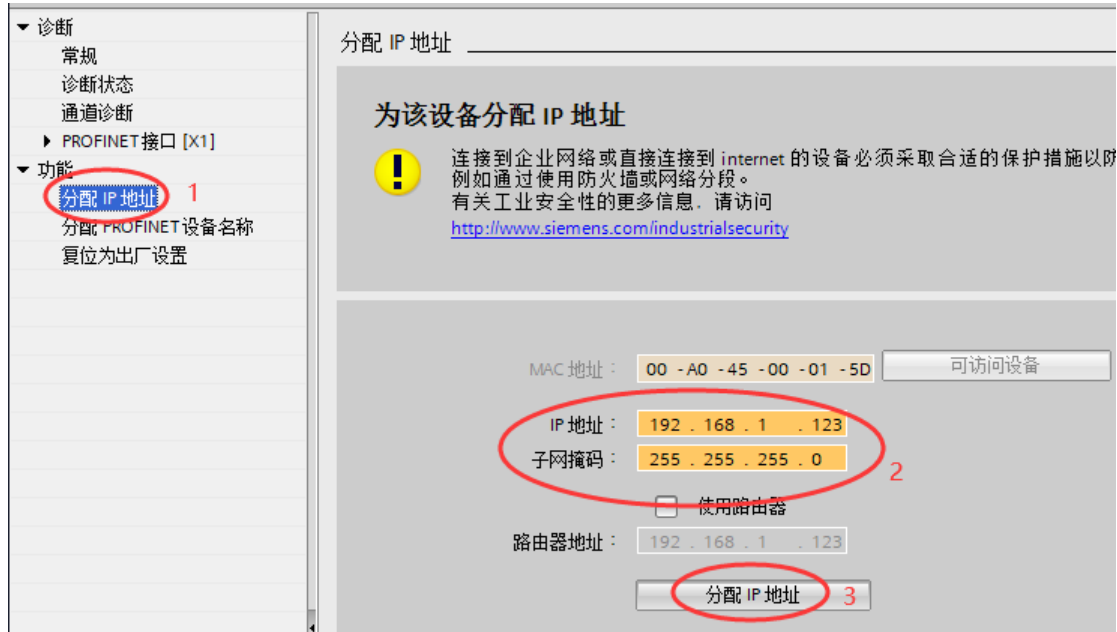 诊断
常规
诊断状态
通道诊断
PROFINET接口 [X1]
功能
分配 IP 地址
1
分配 PROFINET设备名称
复位为出厂设置
分配 IP 地址
为该设备分配 IP 地址
连接到企业网络或直接连接到 internet 的设备必须采取合适的保护措施以防
例如通过使用防火墙或网络分段。
有关工业安全性的更多信息, 请访问
http://www.siemens.com/industrialsecurity
MAC 地址: 00 -A0 -45 -00 -01 -5D 可访问设备
IP 地址: 192 . 168 . 1 . 123
子网掩码: 255 . 255 . 255 . 0
2
使用路由器
路由器地址: 192 . 168 . 1 . 123
分配 IP 地址 3